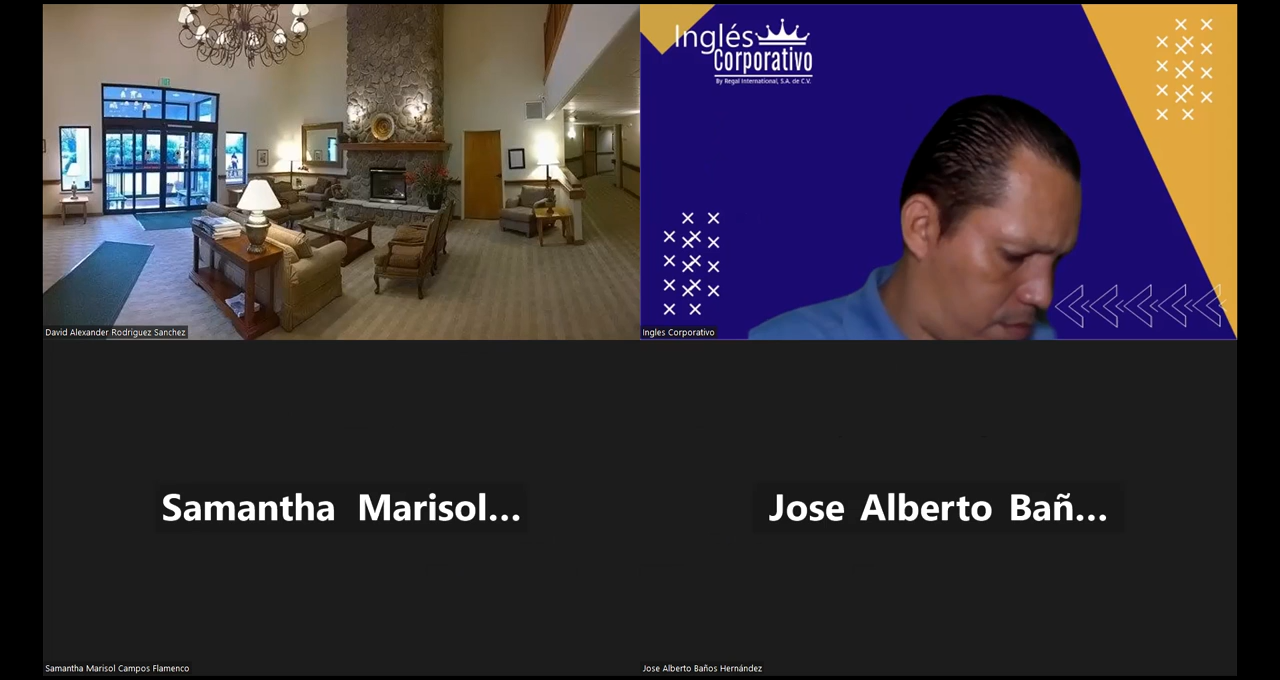 Inglés
Corporativo
By Regal International, S.A. de C.V.
David Alexander Rodriguez Sanchez
Ingles Corporativo
Samantha Marisol...
Jose Alberto Bañ...
Samantha Marisol Campos Flamenco
Jose Alberto Baños Hernández